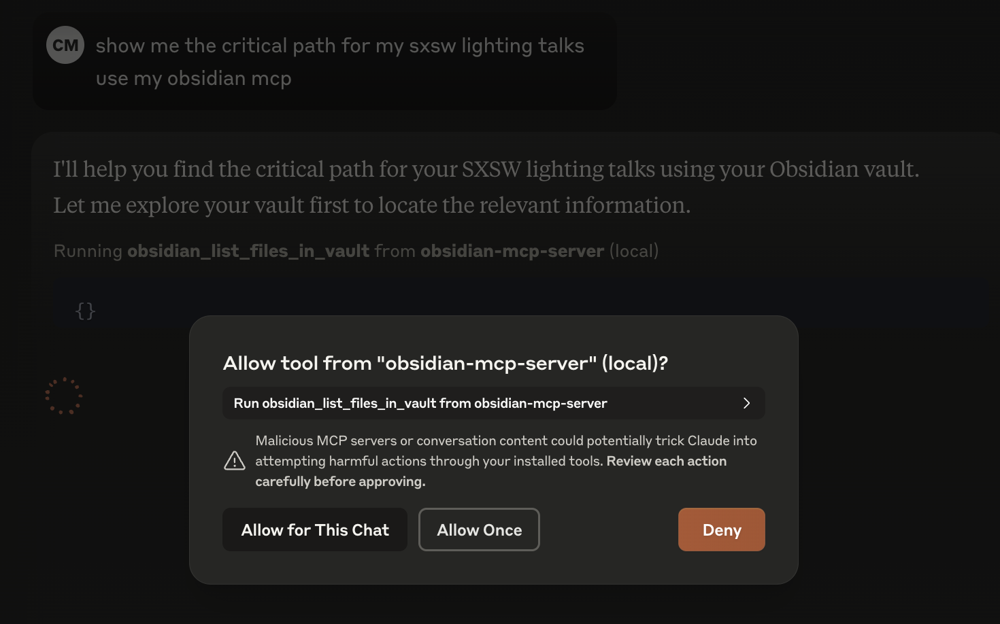 CM
show me the critical path for my sxsw lighting talks
use my obsidian mcp
I'll help you find the critical path for your SXSW lighting talks using your Obsidian vault.
Let me explore your vault first to locate the relevant information.
Running obsidian_list_files_in_vault from obsidian-mcp-server (local)
{}
Allow tool from "obsidian-mcp-server" (local)?
Run obsidian_list_files_in_vault from obsidian-mcp-server
Malicious MCP servers or conversation content could potentially trick Claude into
attempting harmful actions through your installed tools. Review each action
carefully before approving.
Allow for This Chat
Allow Once
Deny